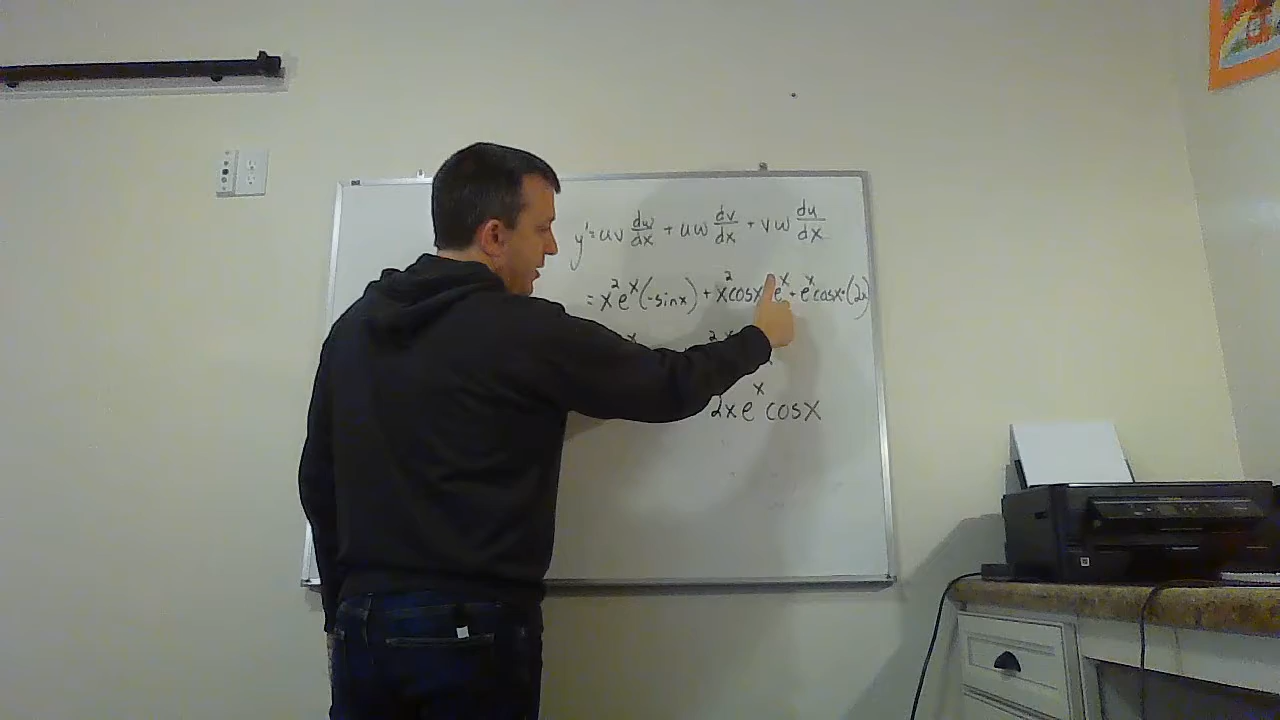 y' = uv dw/dx + uw dv/dx + vw du/dx
= x²eˣ(-sinx) + x²cosx eˣ + eˣcosx·(2x)
2xeˣcosx